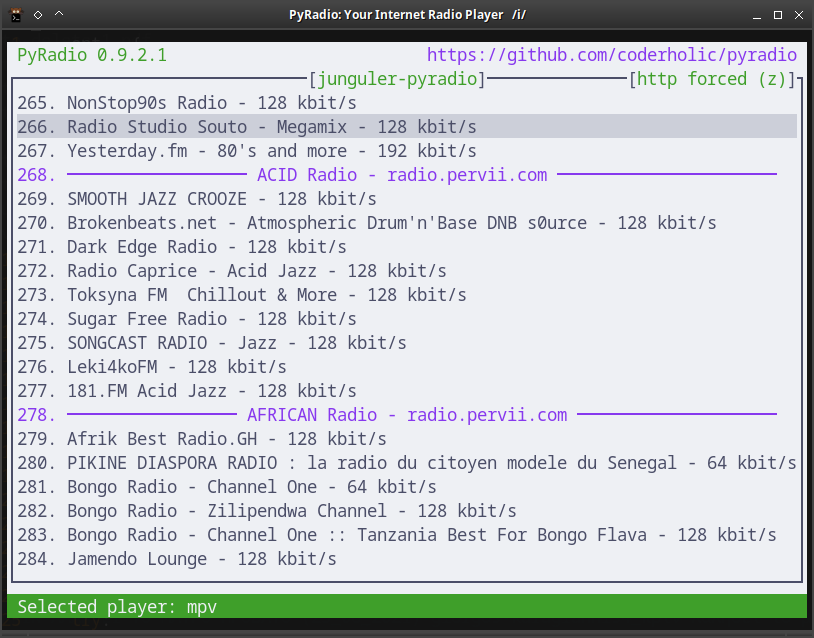 PyRadio: Your Internet Radio Player /i/
PyRadio 0.9.2.1 https://github.com/coderholic/pyradio
[junguler-pyradio] [http forced (z)]
265. NonStop90s Radio - 128 kbit/s
266. Radio Studio Souto - Megamix - 128 kbit/s
267. Yesterday.fm - 80's and more - 192 kbit/s
268. ACID Radio - radio.pervii.com
269. SMOOTH JAZZ CROOZE - 128 kbit/s
270. Brokenbeats.net - Atmospheric Drum'n'Base DNB s0urce - 128 kbit/s
271. Dark Edge Radio - 128 kbit/s
272. Radio Caprice - Acid Jazz - 128 kbit/s
273. Toksyna FM  Chillout & More - 128 kbit/s
274. Sugar Free Radio - 128 kbit/s
275. SONGCAST RADIO - Jazz - 128 kbit/s
276. Leki4koFM - 128 kbit/s
277. 181.FM Acid Jazz - 128 kbit/s
278. AFRICAN Radio - radio.pervii.com
279. Afrik Best Radio.GH - 128 kbit/s
280. PIKINE DIASPORA RADIO : la radio du citoyen modele du Senegal - 64 kbit/s
281. Bongo Radio - Channel One - 64 kbit/s
282. Bongo Radio - Zilipendwa Channel - 128 kbit/s
283. Bongo Radio - Channel One :: Tanzania Best For Bongo Flava - 128 kbit/s
284. Jamendo Lounge - 128 kbit/s
Selected player: mpv